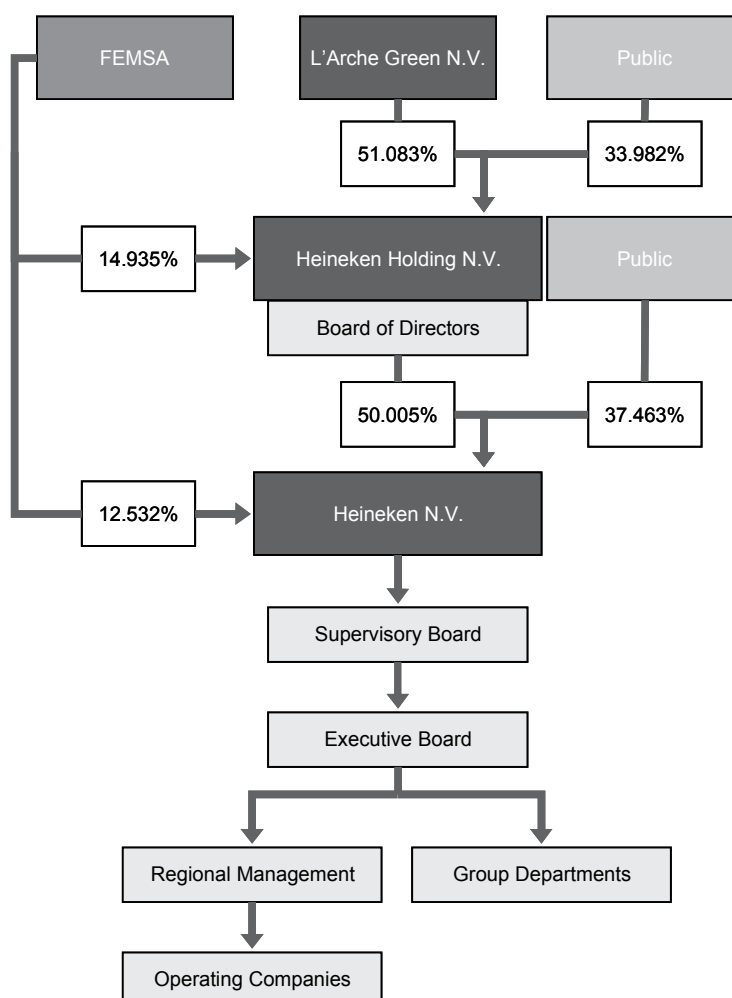 FEMSA
L’Arche Green N.V.
Public
51.083%
33.982%
14.935%
Heineken Holding N.V.
Public
Board of Directors
50.005%
37.463%
12.532%
Heineken N.V.
Supervisory Board
Executive Board
Regional Management
Group Departments
Operating Companies